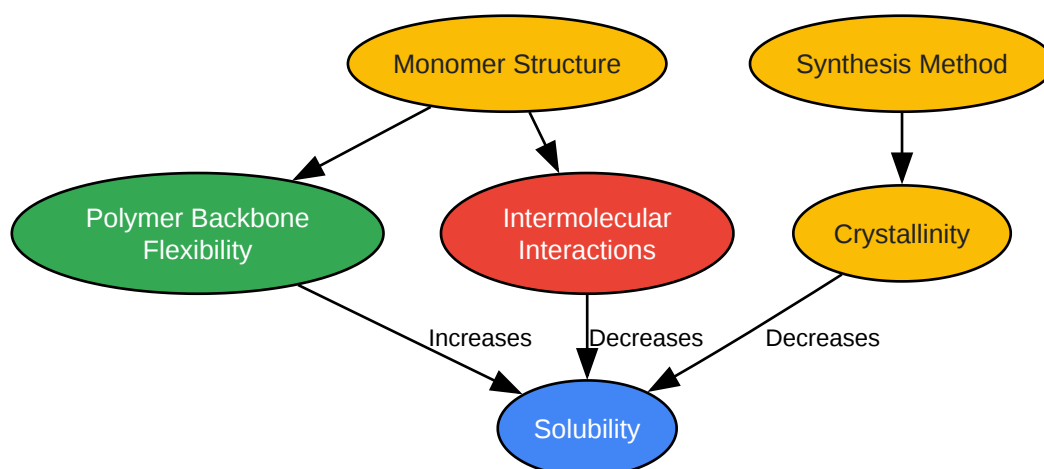 Monomer Structure
Synthesis Method
Polymer Backbone
Flexibility
Intermolecular
Interactions
Crystallinity
Increases
Decreases
Decreases
Solubility